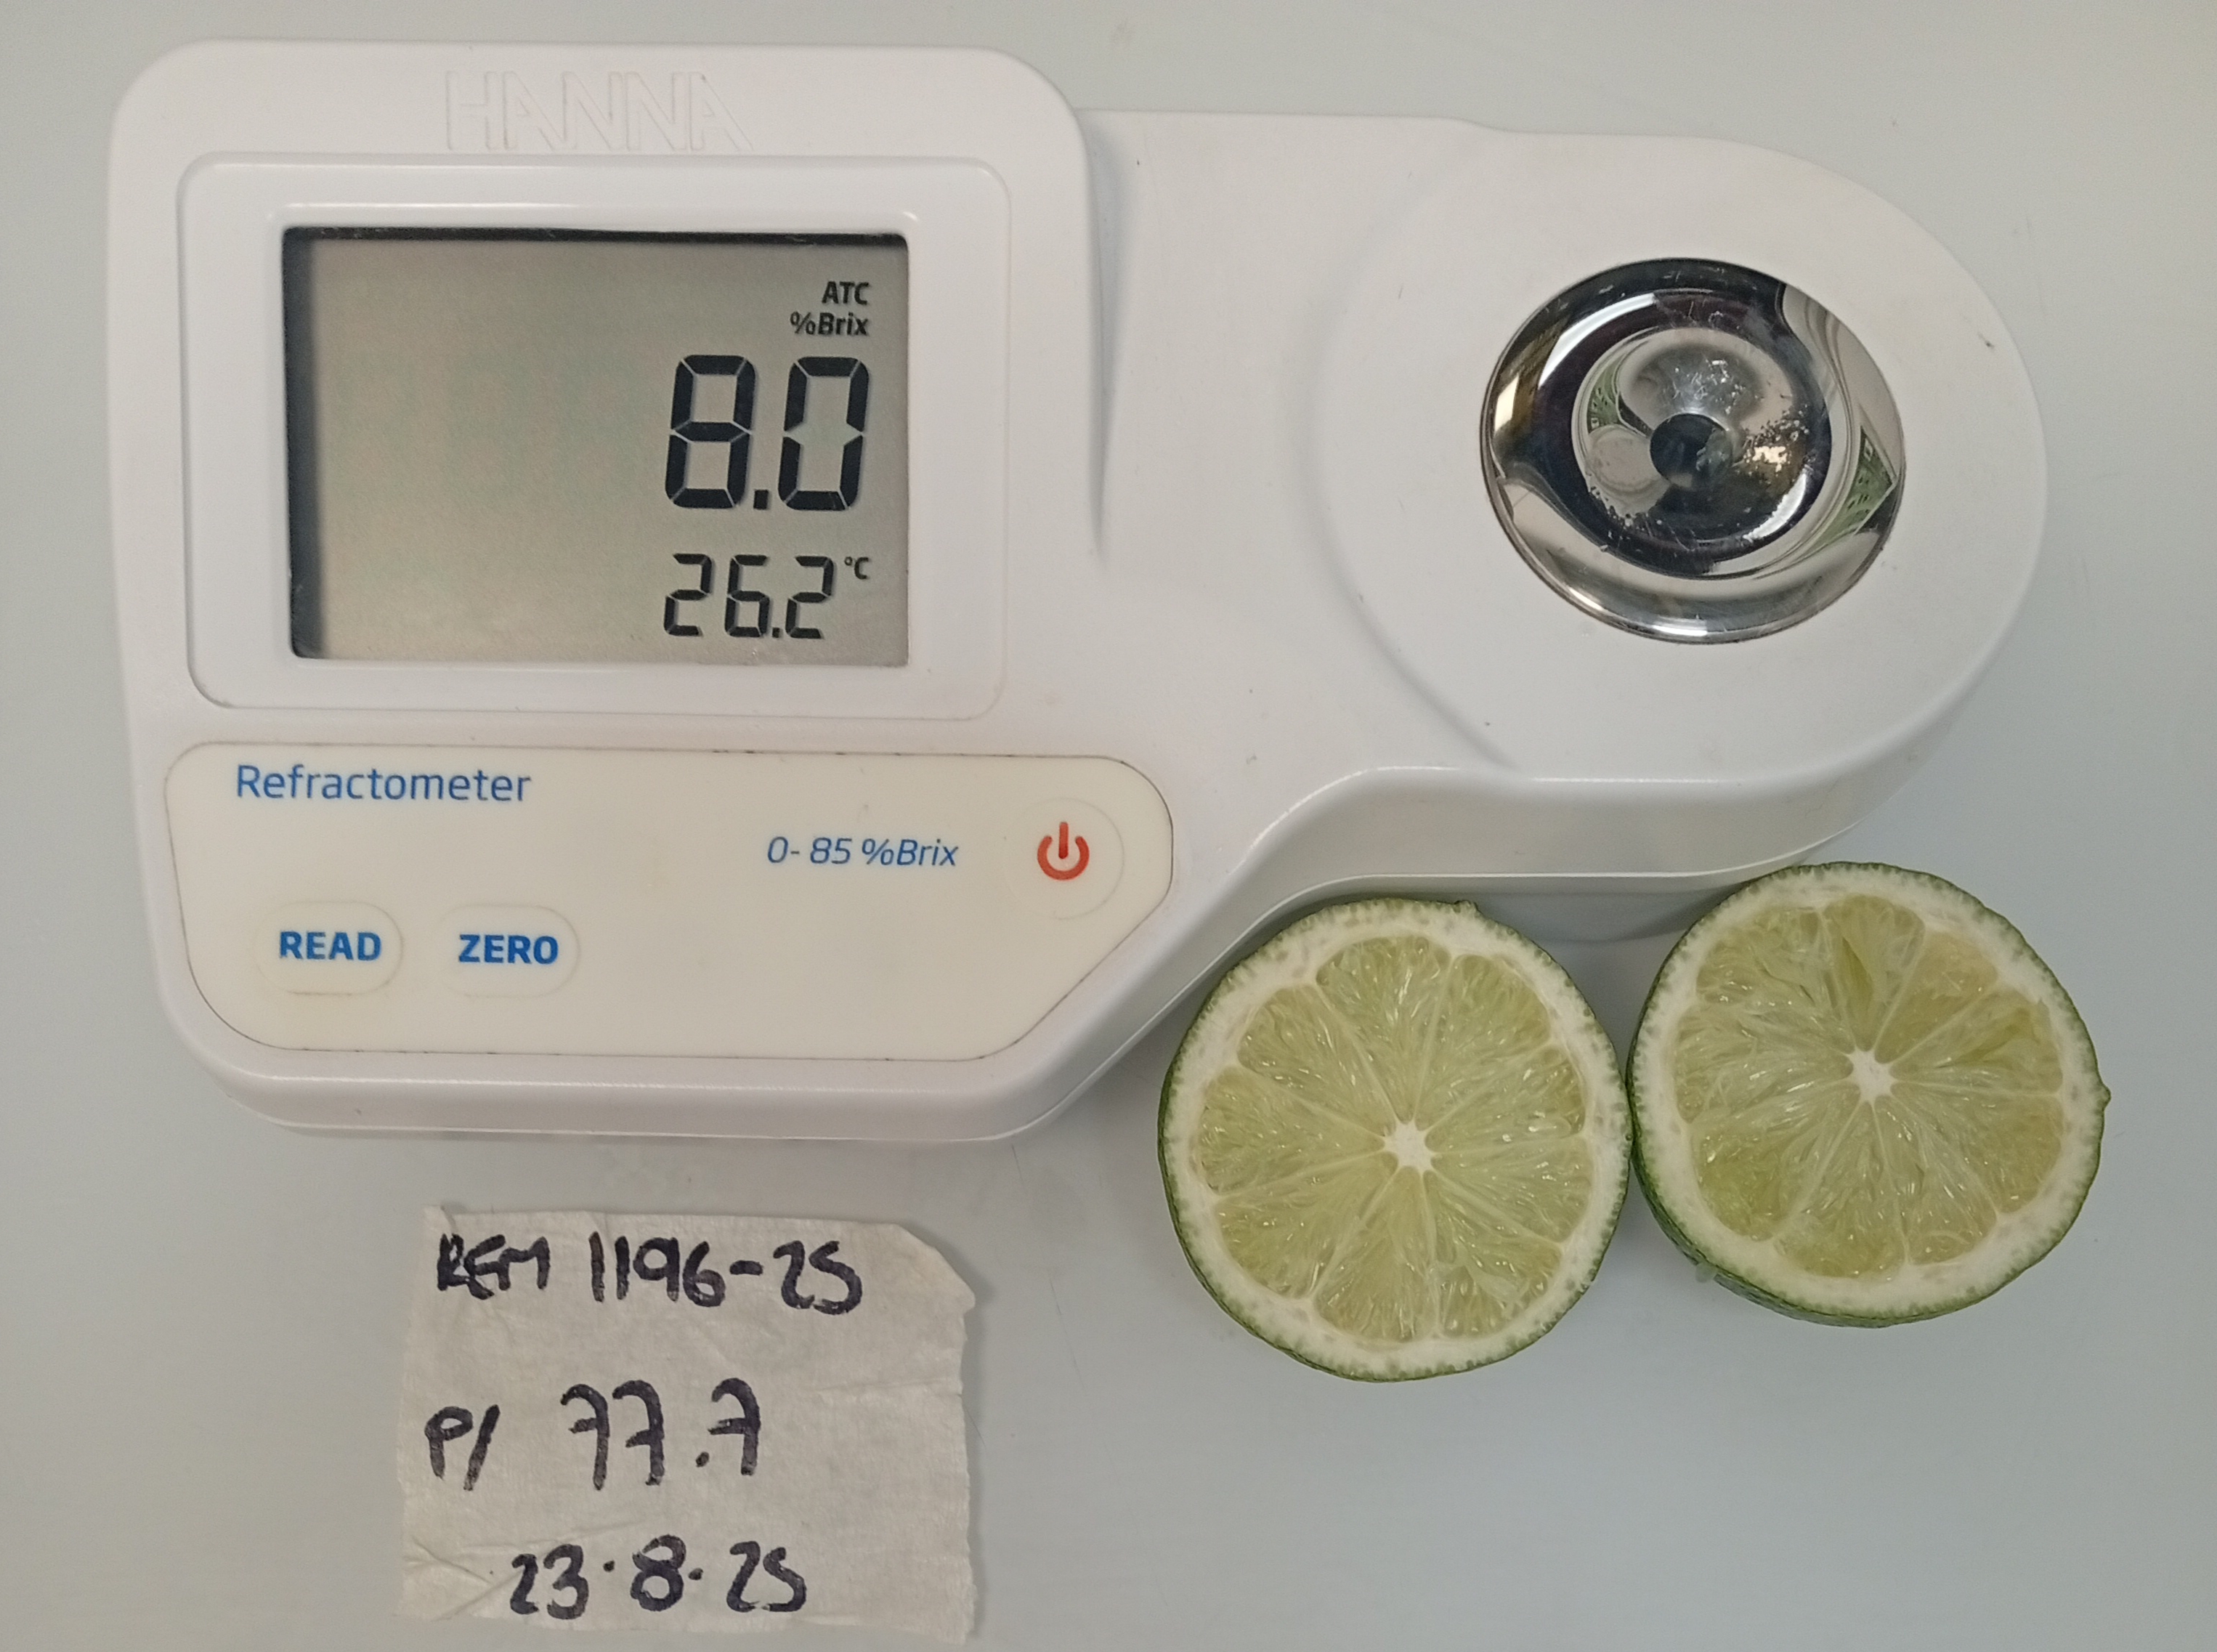 HANNA
ATC
%Brix
8.0
26.2 °C
Refractometer
0-85 %Brix
READ ZERO
REM 1196-25
P/ 77.7
23.8.25